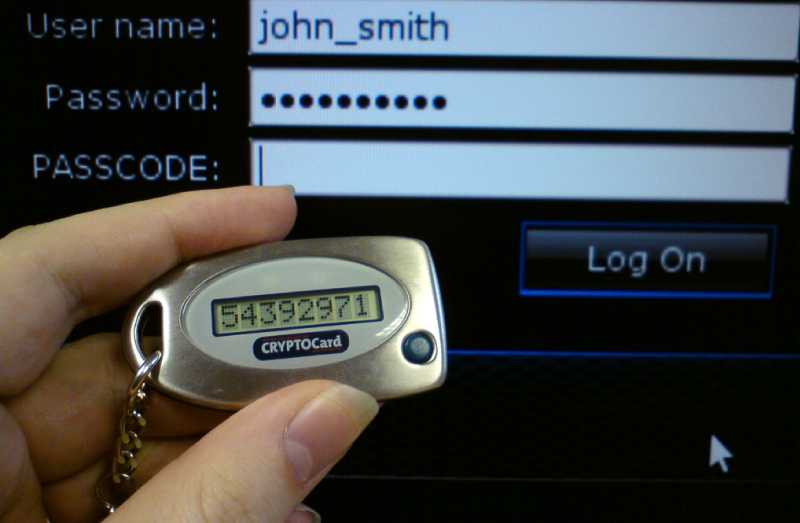 User name: john_smith
Password: ●●●●●●●●●●
PASSCODE:
Log On
54392971
CRYPTOCard